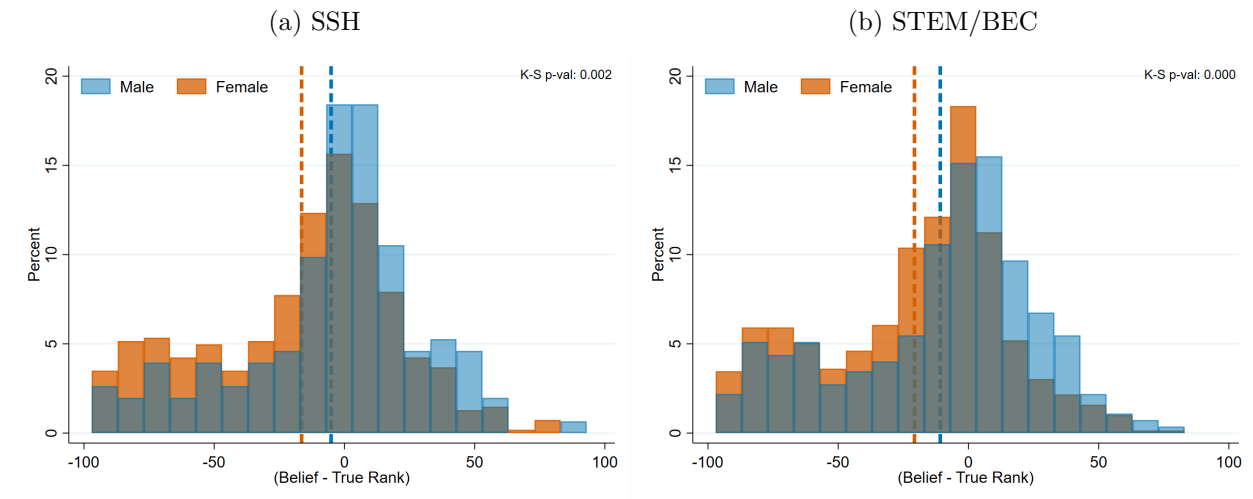 (a) SSH
Male Female
K-S p-val: 0.002
20
15
10
5
0
Percent
-100 -50 0 50 100
(Belief - True Rank)
(b) STEM/BEC
Male Female
K-S p-val: 0.000
20
15
10
5
0
Percent
-100 -50 0 50 100
(Belief - True Rank)